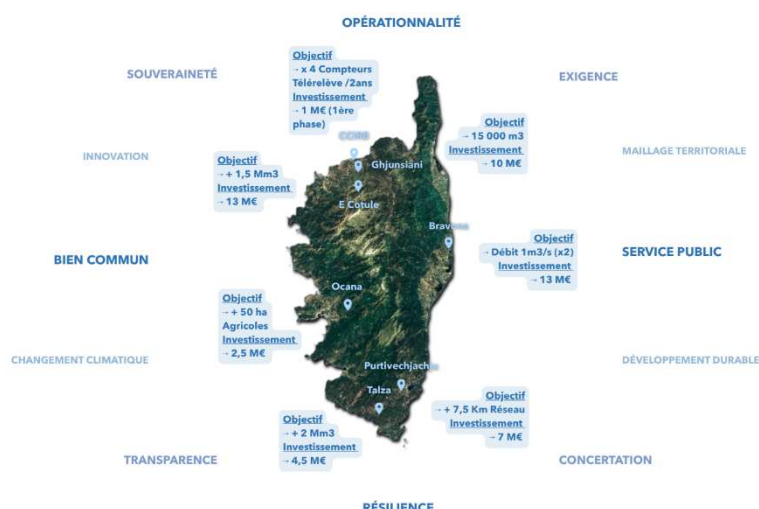 OPÉRATIONNALITÉ
SOUVERAINETÉ
Objectif
→ x 4 Compteurs
Télérelève /2ans
Investissement
→ 1 M€ (1ère
phase)
EXIGENCE
Objectif
→ 15 000 m3
Investissement
→ 10 M€
INNOVATION
MAILLAGE TERRITORIALE
Objectif
→ + 1,5 Mm3
Investissement
→ 13 M€
Ghjunsiani
E Cotule
BIEN COMMUN
Objectif
→ Débit 1m3/s (x2)
Investissement
→ 13 M€
SERVICE PUBLIC
Ocana
Objectif
→ + 50 ha
Agricoles
Investissement
→ 2,5 M€
CHANGEMENT CLIMATIQUE
DÉVELOPPEMENT DURABLE
Talza
Objectif
→ + 7,5 Km Réseau
Investissement
→ 7 M€
Objectif
→ + 2 Mm3
Investissement
→ 4,5 M€
TRANSPARENCE
CONCERTATION
RÉSILIENCE